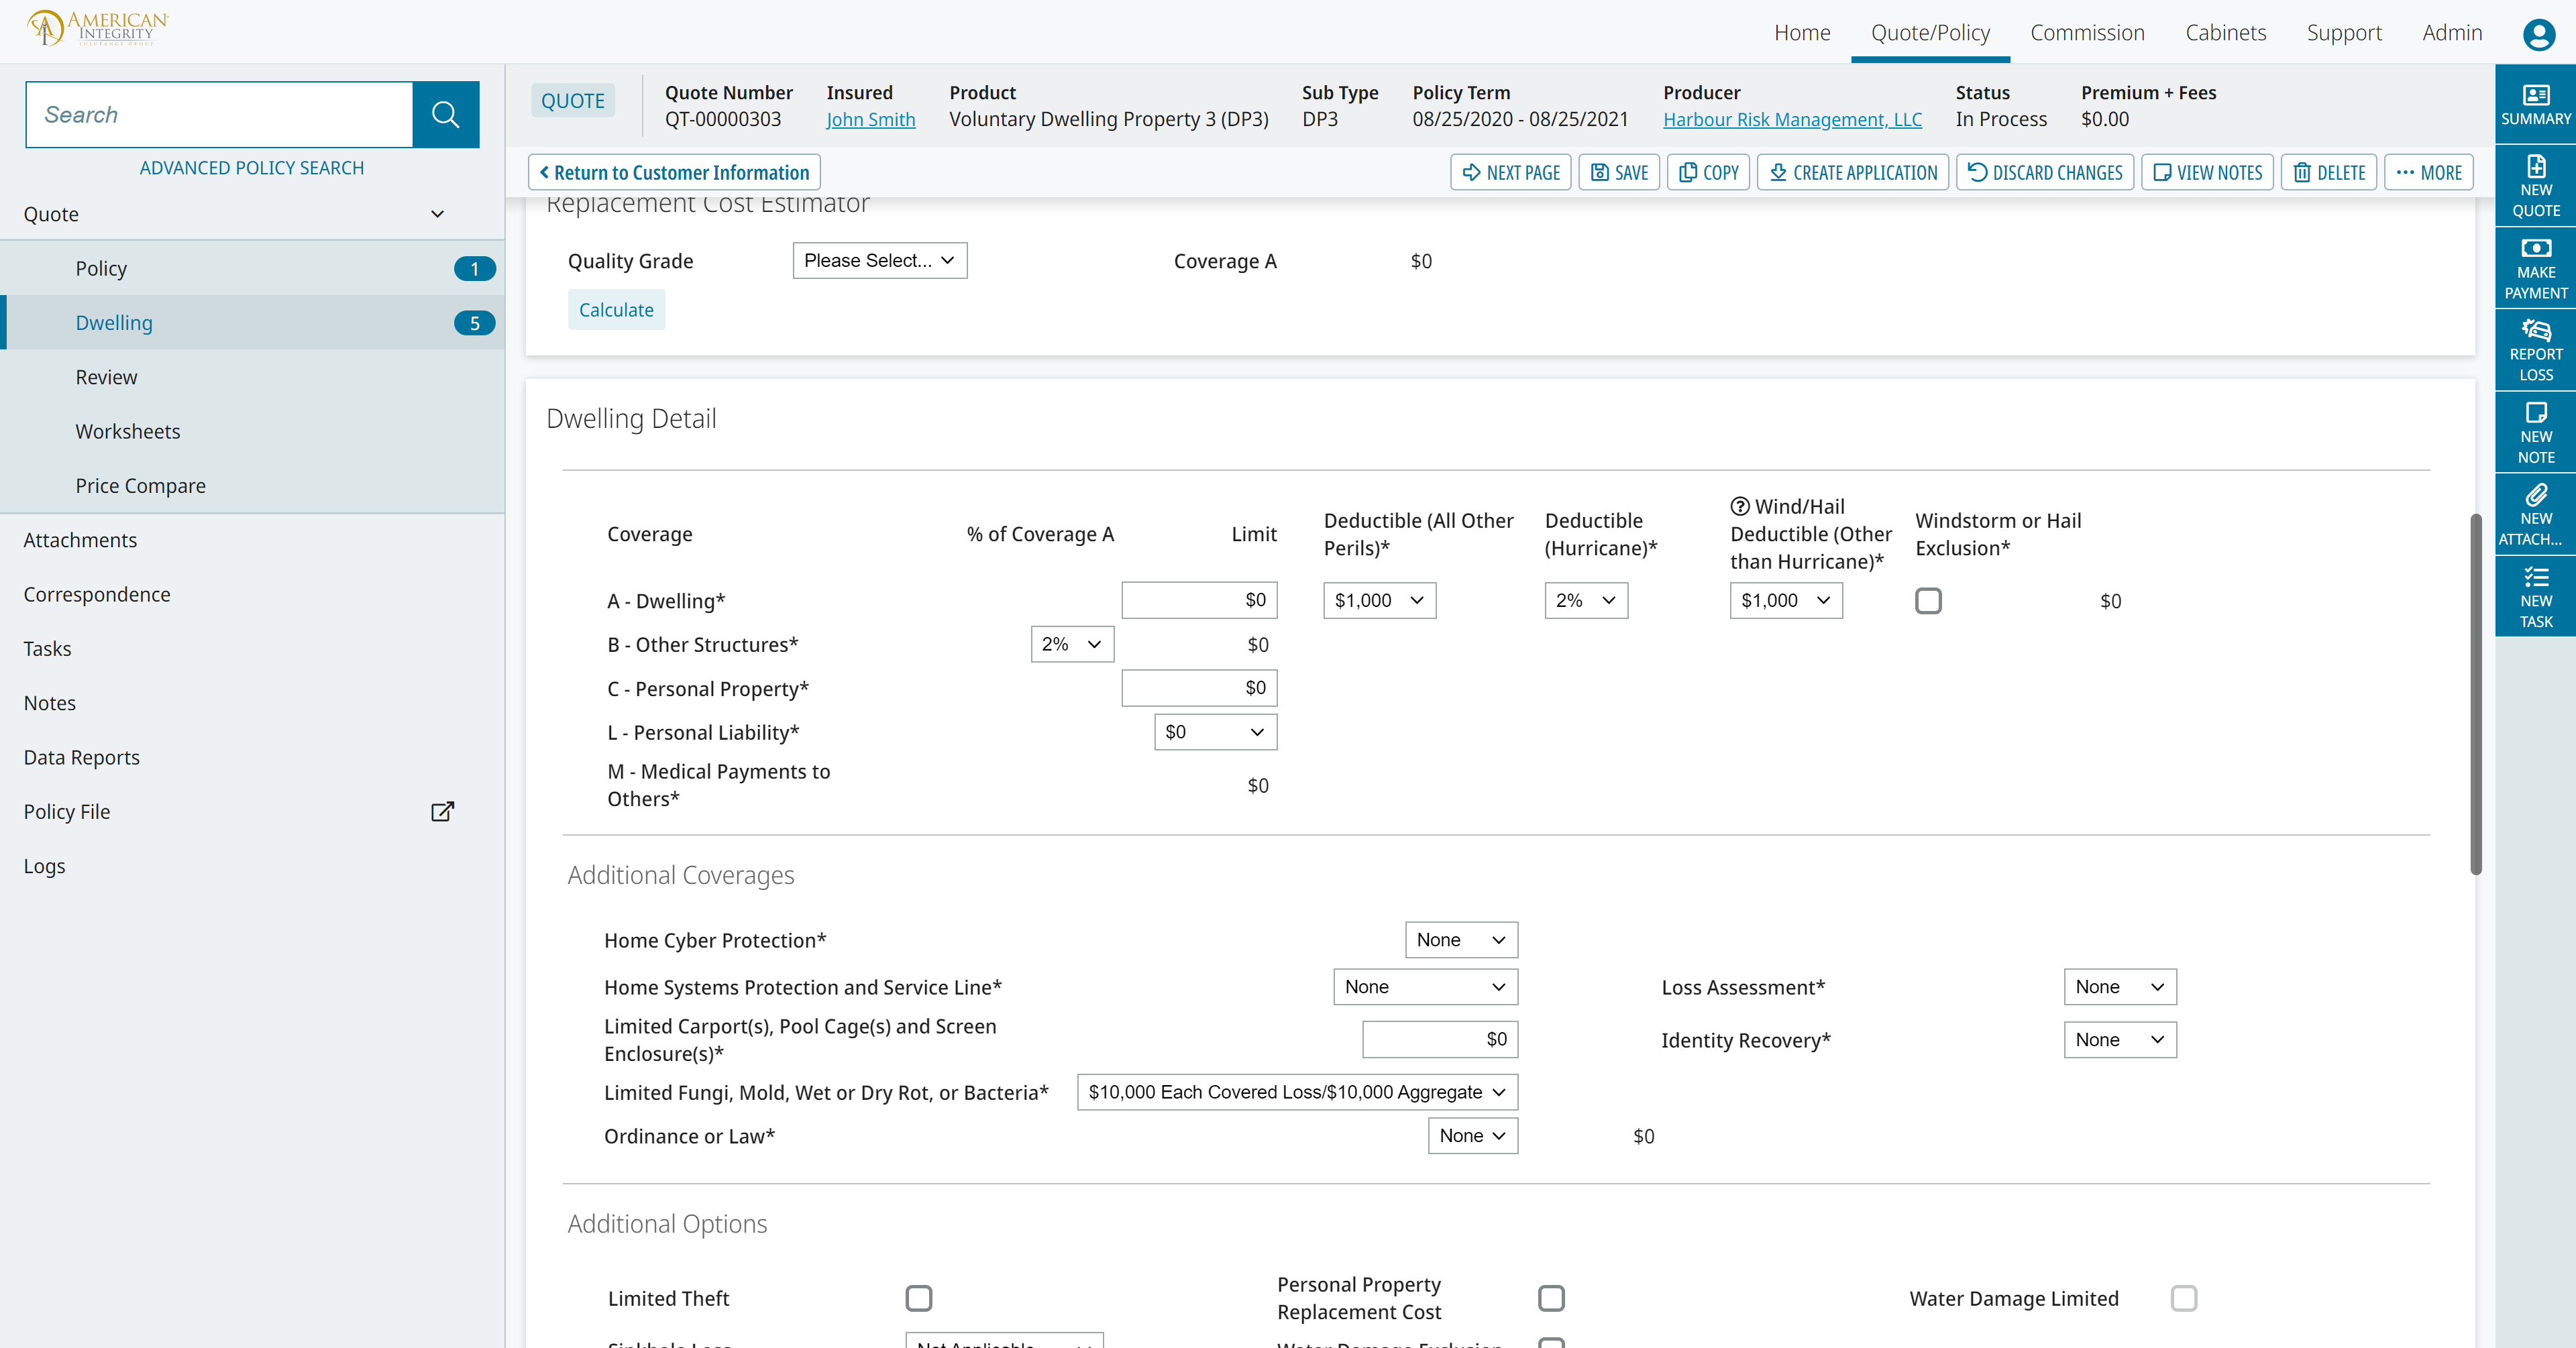 AMERICAN
INTEGRITY
INSURANCE GROUP
Home
Quote/Policy
Commission
Cabinets
Support
Admin
Search
ADVANCED POLICY SEARCH
Quote
Policy
1
Dwelling
5
Review
Worksheets
Price Compare
Attachments
Correspondence
Tasks
Notes
Data Reports
Policy File
Logs
QUOTE
Quote Number
QT-00000303
Insured
John Smith
Product
Voluntary Dwelling Property 3 (DP3)
Sub Type
DP3
Policy Term
08/25/2020 - 08/25/2021
Producer
Harbour Risk Management, LLC
Status
In Process
Premium + Fees
$0.00
Return to Customer Information
NEXT PAGE
SAVE
COPY
CREATE APPLICATION
DISCARD CHANGES
VIEW NOTES
DELETE
MORE
Replacement Cost Estimator
Quality Grade
Please Select...
Coverage A
$0
Calculate
Dwelling Detail
Coverage
% of Coverage A
Limit
Deductible (All Other
Perils)*
Deductible
(Hurricane)*
Wind/Hail
Deductible (Other
than Hurricane)*
Windstorm or Hail
Exclusion*
A - Dwelling*
$0
$1,000
2%
$1,000
$0
B - Other Structures*
2%
$0
C - Personal Property*
$0
L - Personal Liability*
$0
M - Medical Payments to
Others*
$0
Additional Coverages
Home Cyber Protection*
None
Home Systems Protection and Service Line*
None
Loss Assessment*
None
Limited Carport(s), Pool Cage(s) and Screen
Enclosure(s)*
$0
Identity Recovery*
None
Limited Fungi, Mold, Wet or Dry Rot, or Bacteria*
$10,000 Each Covered Loss/$10,000 Aggregate
Ordinance or Law*
None
$0
Additional Options
Limited Theft
Personal Property
Replacement Cost
Water Damage Limited
Sinkhole Loss
Not Applicable
Water Damage Exclusion
SUMMARY
NEW
QUOTE
MAKE
PAYMENT
REPORT
LOSS
NEW
NOTE
NEW
ATTACH...
NEW
TASK